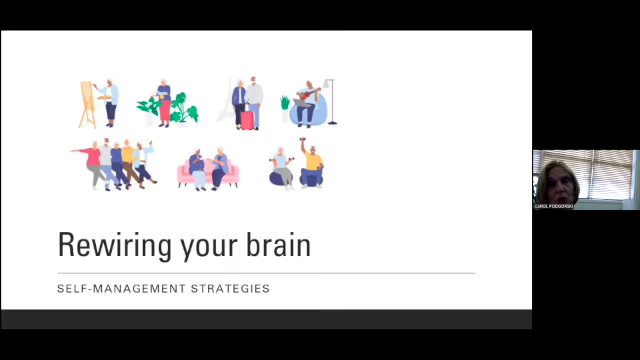 Rewiring your brain
SELF-MANAGEMENT STRATEGIES
CAROL PODGORSKI